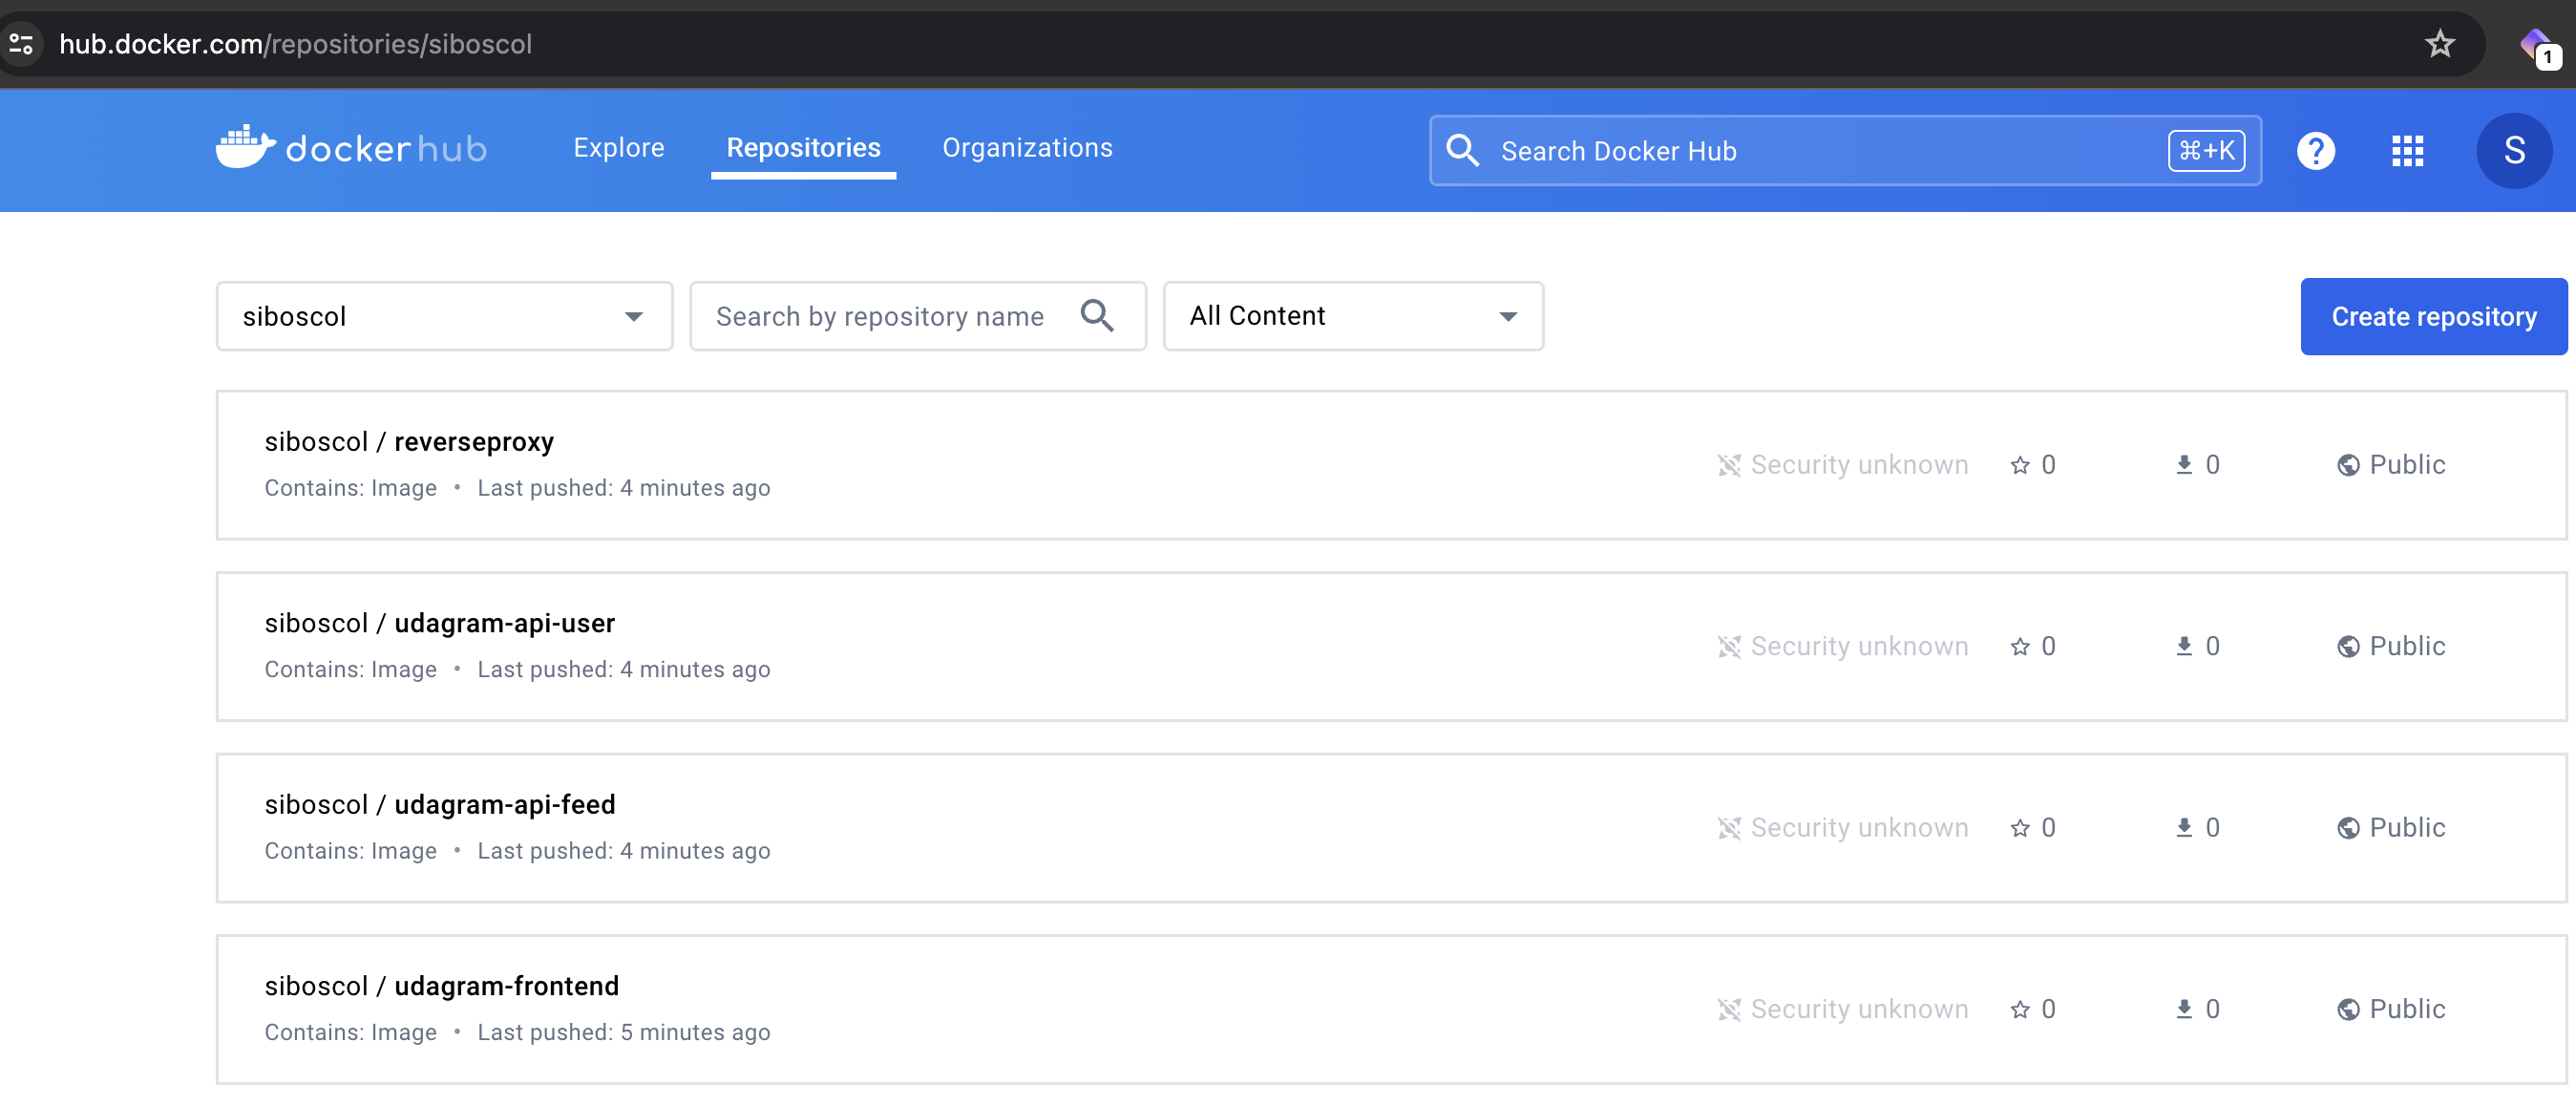 hub.docker.com/repositories/siboscol
1
dockerhub Explore Repositories Organizations Search Docker Hub ⌘+K ? S
siboscol Search by repository name All Content Create repository
siboscol / reverseproxy
Contains: Image • Last pushed: 4 minutes ago
Security unknown 0 0 Public
siboscol / udagram-api-user
Contains: Image • Last pushed: 4 minutes ago
Security unknown 0 0 Public
siboscol / udagram-api-feed
Contains: Image • Last pushed: 4 minutes ago
Security unknown 0 0 Public
siboscol / udagram-frontend
Contains: Image • Last pushed: 5 minutes ago
Security unknown 0 0 Public